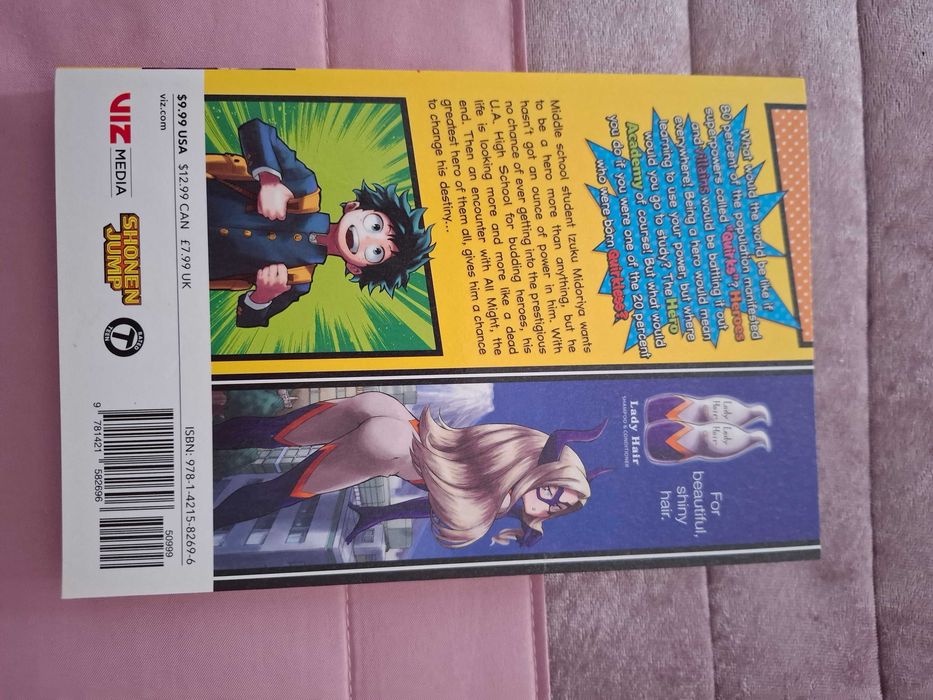 What would the world be like if
80 percent of the population manifested
superpowers called "Quirks"? Heroes
and villains would be battling it out
everywhere! Being a hero would mean
learning to use your power, but where
would you go to study? The Hero
Academy of course! But what would
you do if you were one of the 20 percent
who were born Quirkless?
Middle school student Izuku Midoriya wants
to be a hero more than anything, but he
hasn't got an ounce of power in him. With
no chance of ever getting into the prestigious
U.A. High School for budding heroes, his
life is looking more and more like a dead
end. Then an encounter with All Might, the
greatest hero of them all, gives him a chance
to change his destiny...
Lady Hair
Lady Hair
Lady Hair
SHAMPOO & CONDITIONER
For
beautiful,
shiny
hair.
$9.99 USA $12.99 CAN £7.99 UK
viz.com
VIZ MEDIA
SHONEN
JUMP
RATED
T
TEEN
ISBN: 978-1-4215-8269-6
50999
9 781421 582696